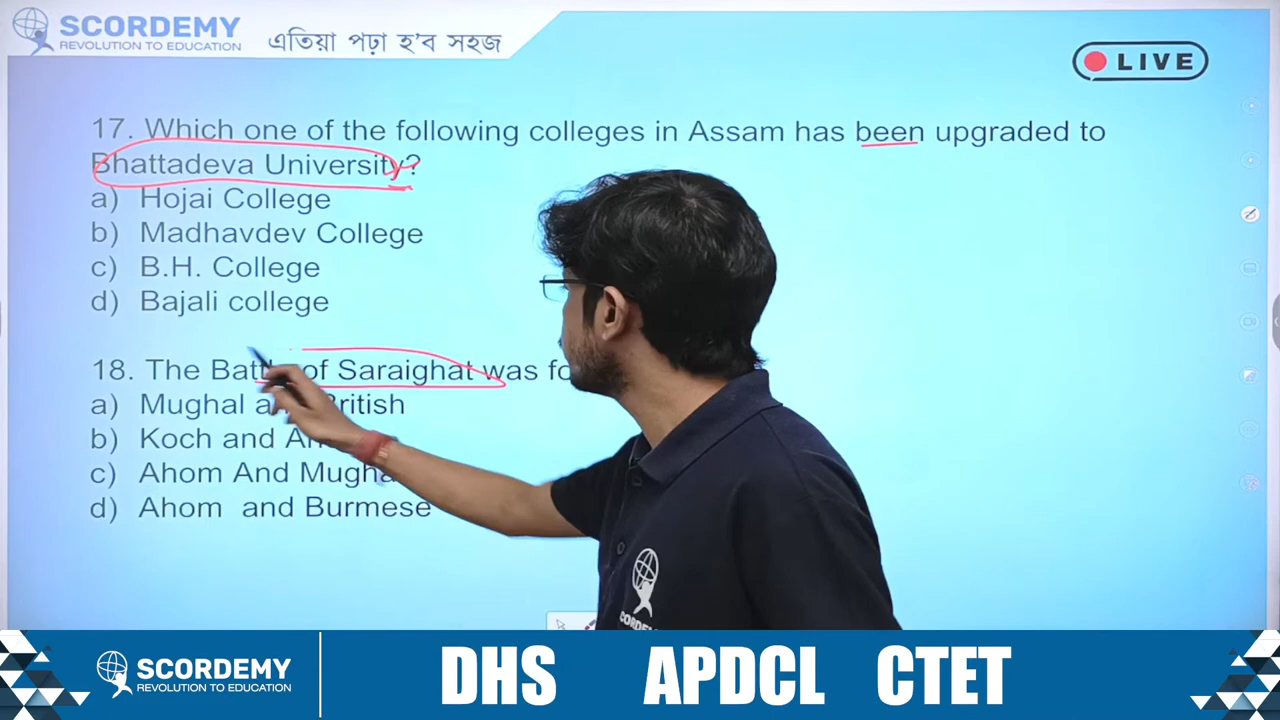 SCORDEMY
REVOLUTION TO EDUCATION
এতিয়া পঢ়া হ'ব সহজ
LIVE
17. Which one of the following colleges in Assam has been upgraded to
Bhattadeva University?
a) Hojai College
b) Madhavdev College
c) B.H. College
d) Bajali college
18. The Battle of Saraighat was
a) Mughal and British
b) Koch and
c) Ahom And
d) Ahom and Burmese
SCORDEMY
REVOLUTION TO EDUCATION
DHS APDCL CTET